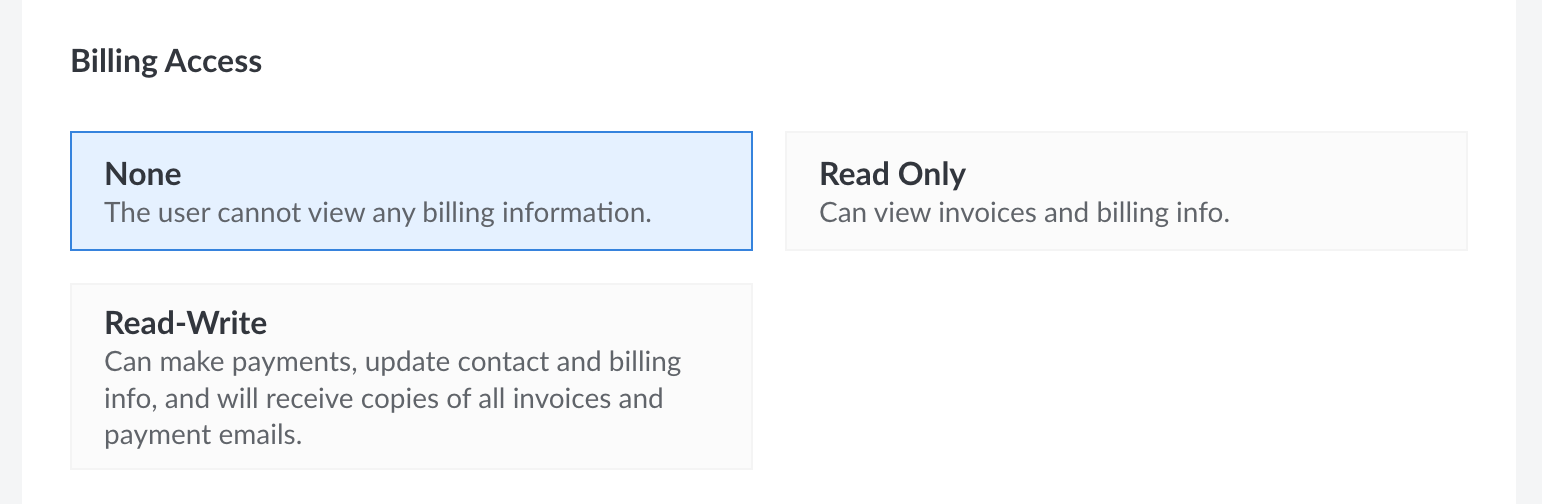 Billing Access
None
The user cannot view any billing information.
Read Only
Can view invoices and billing info.
Read-Write
Can make payments, update contact and billing
info, and will receive copies of all invoices and
payment emails.